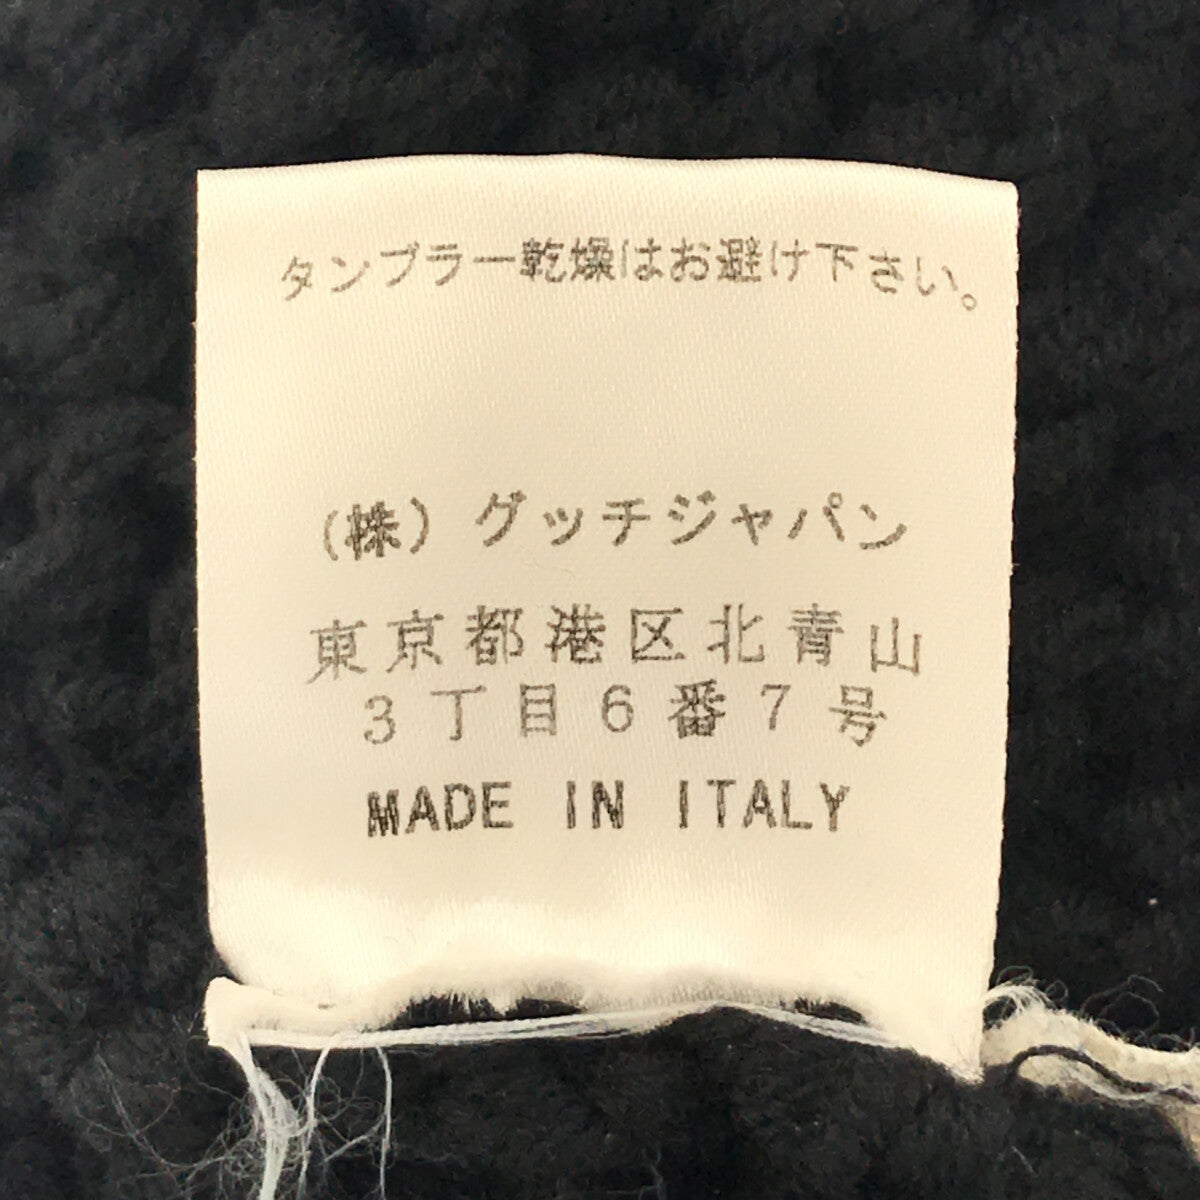 タンブラー乾燥はお避け下さい。
(株) グッチジャパン
東京都港区北青山
3丁目6番7号
MADE IN ITALY